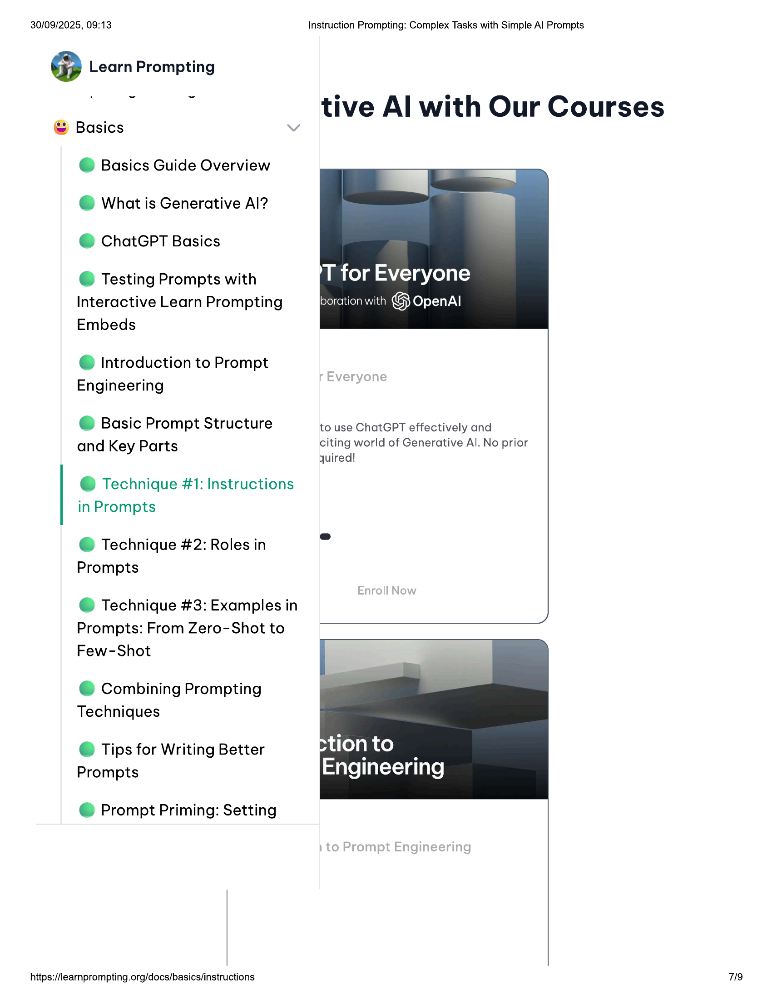 30/09/2025, 09:13
Instruction Prompting: Complex Tasks with Simple AI Prompts
Learn Prompting
Basics
Basics Guide Overview
What is Generative AI?
ChatGPT Basics
Testing Prompts with
Interactive Learn Prompting
Embeds
Introduction to Prompt
Engineering
Basic Prompt Structure
and Key Parts
Technique #1: Instructions
in Prompts
Technique #2: Roles in
Prompts
Technique #3: Examples in
Prompts: From Zero-Shot to
Few-Shot
Combining Prompting
Techniques
Tips for Writing Better
Prompts
Prompt Priming: Setting
tive AI with Our Courses
T for Everyone
boration with OpenAI
r Everyone
to use ChatGPT effectively and
citing world of Generative AI. No prior
quired!
Enroll Now
ction to
Engineering
to Prompt Engineering
https://learnprompting.org/docs/basics/instructions
7/9